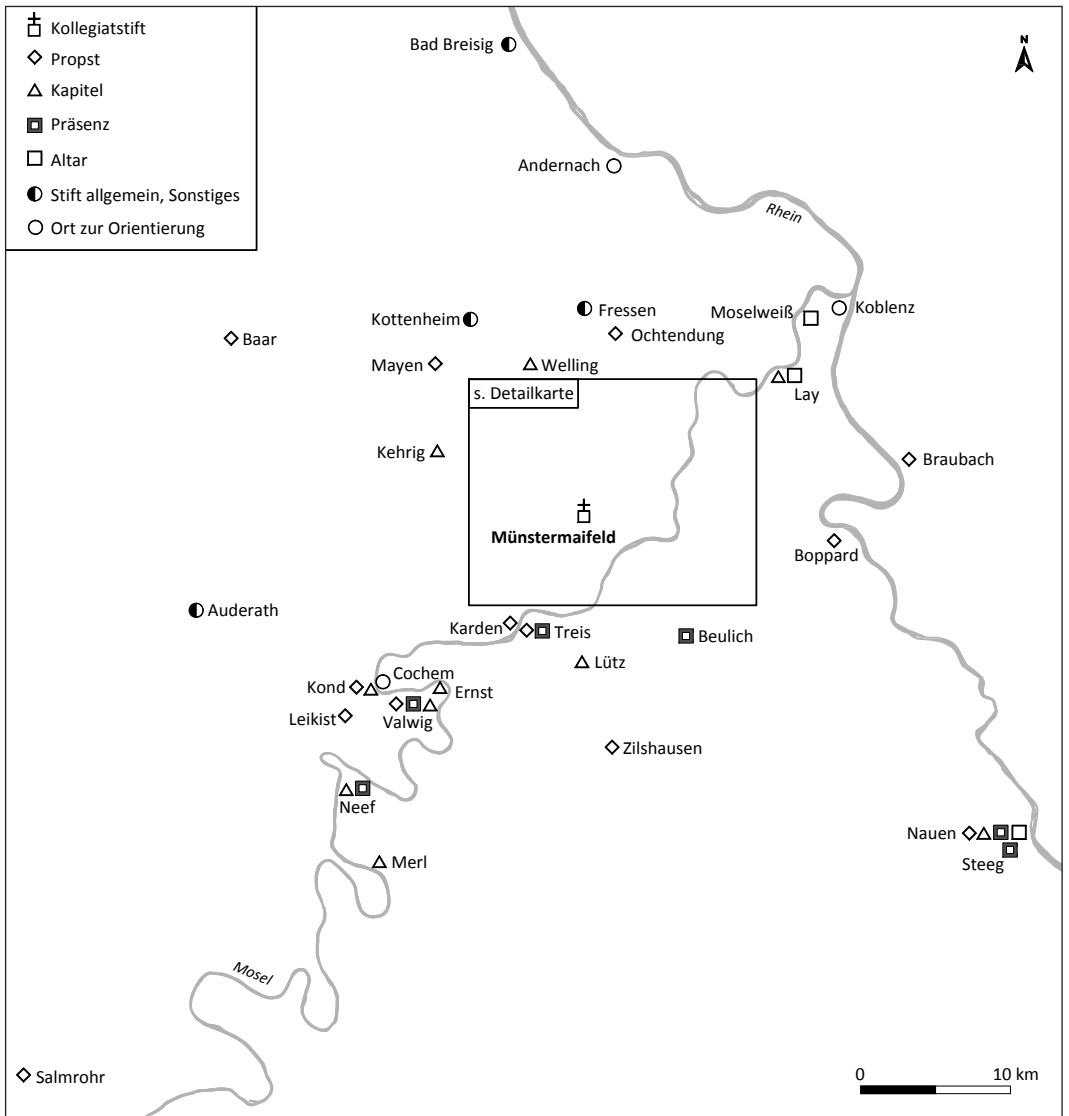 Kollegiatstift
Propst
Kapitel
Präsenz
Altar
Stift allgemein, Sonstiges
Ort zur Orientierung
N
Bad Breisig
Andernach
Rhein
Fressen
Moselweiß
Koblenz
Kottenheim
Ochtendung
Baar
Mayen
Welling
s. Detailkarte
Lay
Kehrig
Braubach
Münstermaifeld
Boppard
Auderath
Karden
Treis
Beulich
Lütz
Cochem
Kond
Ernst
Leikist
Valwig
Zilshausen
Neef
Nauen
Merl
Steeg
Mosel
Salmrohr
0 10 km